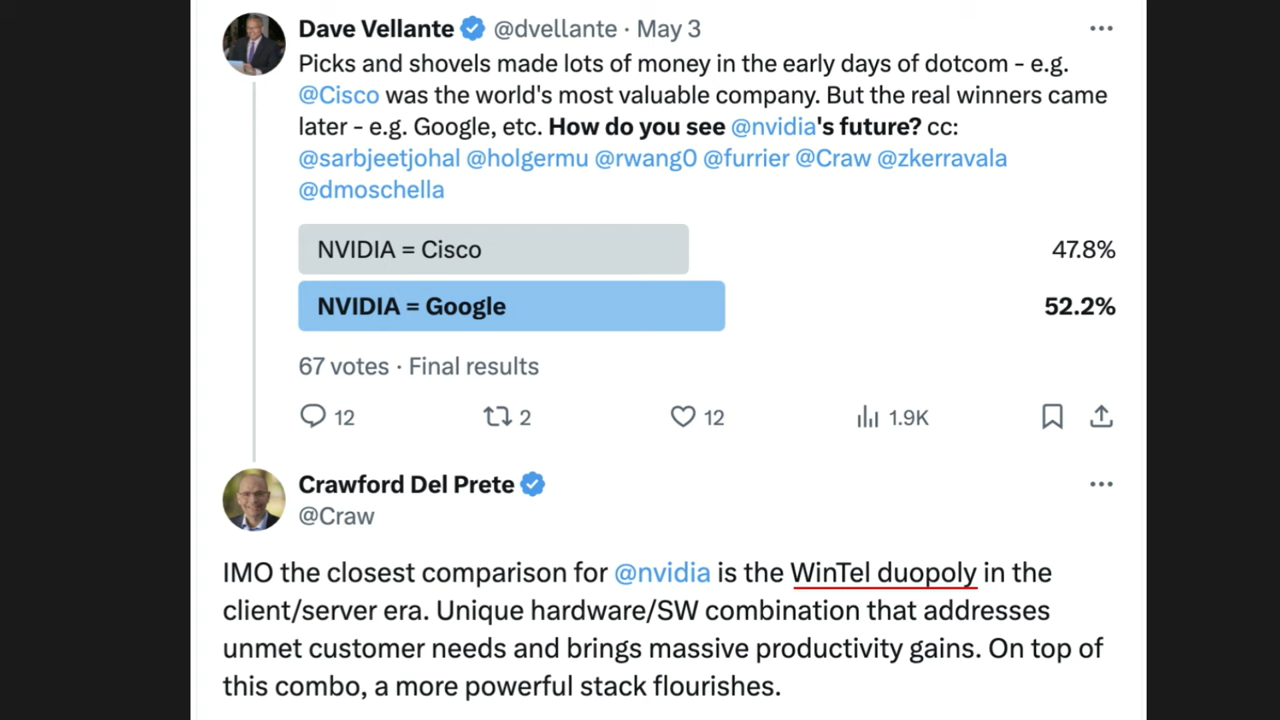 Dave Vellante @dvellante · May 3
Picks and shovels made lots of money in the early days of dotcom - e.g.
@Cisco was the world's most valuable company. But the real winners came
later - e.g. Google, etc. How do you see @nvidia's future? cc:
@sarbjeetjohal @holgermu @rwang0 @furrier @Craw @zkerravala
@dmoschella
NVIDIA = Cisco 47.8%
NVIDIA = Google 52.2%
67 votes · Final results
12 2 12 1.9K
Crawford Del Prete
@Craw
IMO the closest comparison for @nvidia is the WinTel duopoly in the
client/server era. Unique hardware/SW combination that addresses
unmet customer needs and brings massive productivity gains. On top of
this combo, a more powerful stack flourishes.